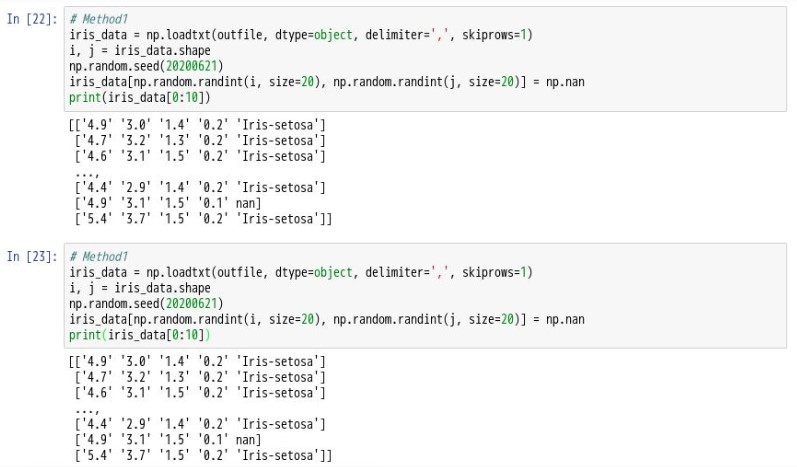 In [22]: # Method1
iris_data = np.loadtxt(outfile, dtype=object, delimiter=',', skiprows=1)
i, j = iris_data.shape
np.random.seed(20200621)
iris_data[np.random.randint(i, size=20), np.random.randint(j, size=20)] = np.nan
print(iris_data[0:10])
[['4.9' '3.0' '1.4' '0.2' 'Iris-setosa']
 ['4.7' '3.2' '1.3' '0.2' 'Iris-setosa']
 ['4.6' '3.1' '1.5' '0.2' 'Iris-setosa']
 ...,
 ['4.4' '2.9' '1.4' '0.2' 'Iris-setosa']
 ['4.9' '3.1' '1.5' '0.1' nan]
 ['5.4' '3.7' '1.5' '0.2' 'Iris-setosa']]
In [23]: # Method1
iris_data = np.loadtxt(outfile, dtype=object, delimiter=',', skiprows=1)
i, j = iris_data.shape
np.random.seed(20200621)
iris_data[np.random.randint(i, size=20), np.random.randint(j, size=20)] = np.nan
print(iris_data[0:10])
[['4.9' '3.0' '1.4' '0.2' 'Iris-setosa']
 ['4.7' '3.2' '1.3' '0.2' 'Iris-setosa']
 ['4.6' '3.1' '1.5' '0.2' 'Iris-setosa']
 ...,
 ['4.4' '2.9' '1.4' '0.2' 'Iris-setosa']
 ['4.9' '3.1' '1.5' '0.1' nan]
 ['5.4' '3.7' '1.5' '0.2' 'Iris-setosa']]